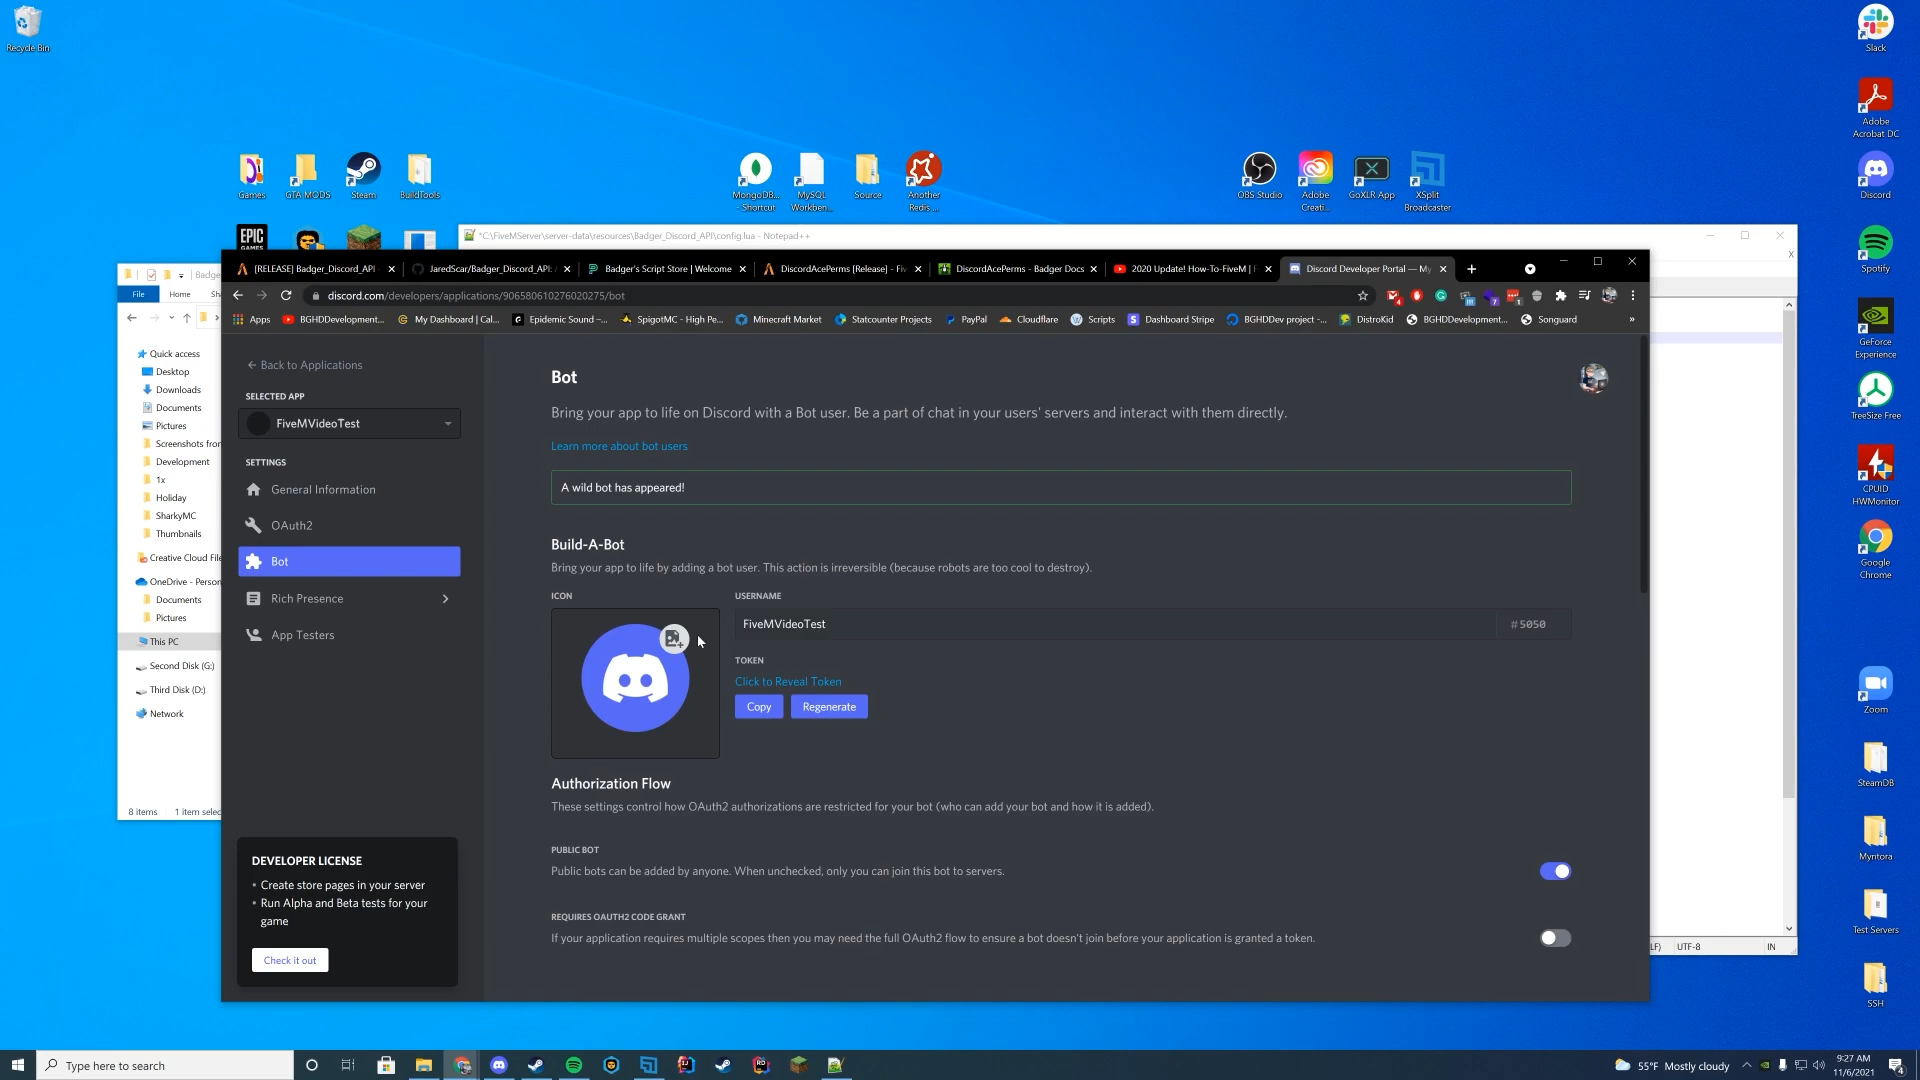 Recycle Bin
Slack
Adobe
Acrobat DC
Discord
Spotify
GeForce
Experience
TreeSize Free
CPUID
HWMonitor
Google
Chrome
Zoom
SteamDB
Myntora
Test Servers
SSH
Games
GTA MODS
Steam
BuildTools
MongoDB...
- Shortcut
MySQL
Workben...
Source
Another
Redis...
OBS Studio
Adobe
Creati...
GoXLR App
XSplit
Broadcaster
EPIC
GAMES
*C:\FiveMServer\server-data\resources\Badger_Discord_API\config.lua - Notepad++
Badge
File
Home
Sh
Quick access
Desktop
Downloads
Documents
Pictures
Screenshots fror
Development
1x
Holiday
SharkyMC
Thumbnails
Creative Cloud File
OneDrive - Person
Documents
Pictures
This PC
Second Disk (G:)
Third Disk (D:)
Network
8 items
1 item selec
[RELEASE] Badger_Discord_API -
JaredScar/Badger_Discord_API:
Badger's Script Store | Welcome
DiscordAcePerms [Release] - Fiv
DiscordAcePerms - Badger Docs
2020 Update! How-To-FiveM | F
Discord Developer Portal — My
discord.com/developers/applications/906580610276020275/bot
Apps
BGHDDevelopment...
My Dashboard | Cal...
Epidemic Sound –...
SpigotMC - High Pe...
Minecraft Market
Statcounter Projects
PayPal
Cloudflare
Scripts
Dashboard Stripe
BGHDDev project -...
DistroKid
BGHDDevelopment...
Songuard
»
Back to Applications
SELECTED APP
FiveMVideoTest
SETTINGS
General Information
OAuth2
Bot
Rich Presence
App Testers
DEVELOPER LICENSE
• Create store pages in your server
• Run Alpha and Beta tests for your
game
Check it out
Bot
Bring your app to life on Discord with a Bot user. Be a part of chat in your users' servers and interact with them directly.
Learn more about bot users
A wild bot has appeared!
Build-A-Bot
Bring your app to life by adding a bot user. This action is irreversible (because robots are too cool to destroy).
ICON
USERNAME
FiveMVideoTest
#5050
TOKEN
Click to Reveal Token
Copy
Regenerate
Authorization Flow
These settings control how OAuth2 authorizations are restricted for your bot (who can add your bot and how it is added).
PUBLIC BOT
Public bots can be added by anyone. When unchecked, only you can join this bot to servers.
REQUIRES OAUTH2 CODE GRANT
If your application requires multiple scopes then you may need the full OAuth2 flow to ensure a bot doesn't join before your application is granted a token.
LF)
UTF-8
IN
Type here to search
55°F Mostly cloudy
9:27 AM
11/6/2021